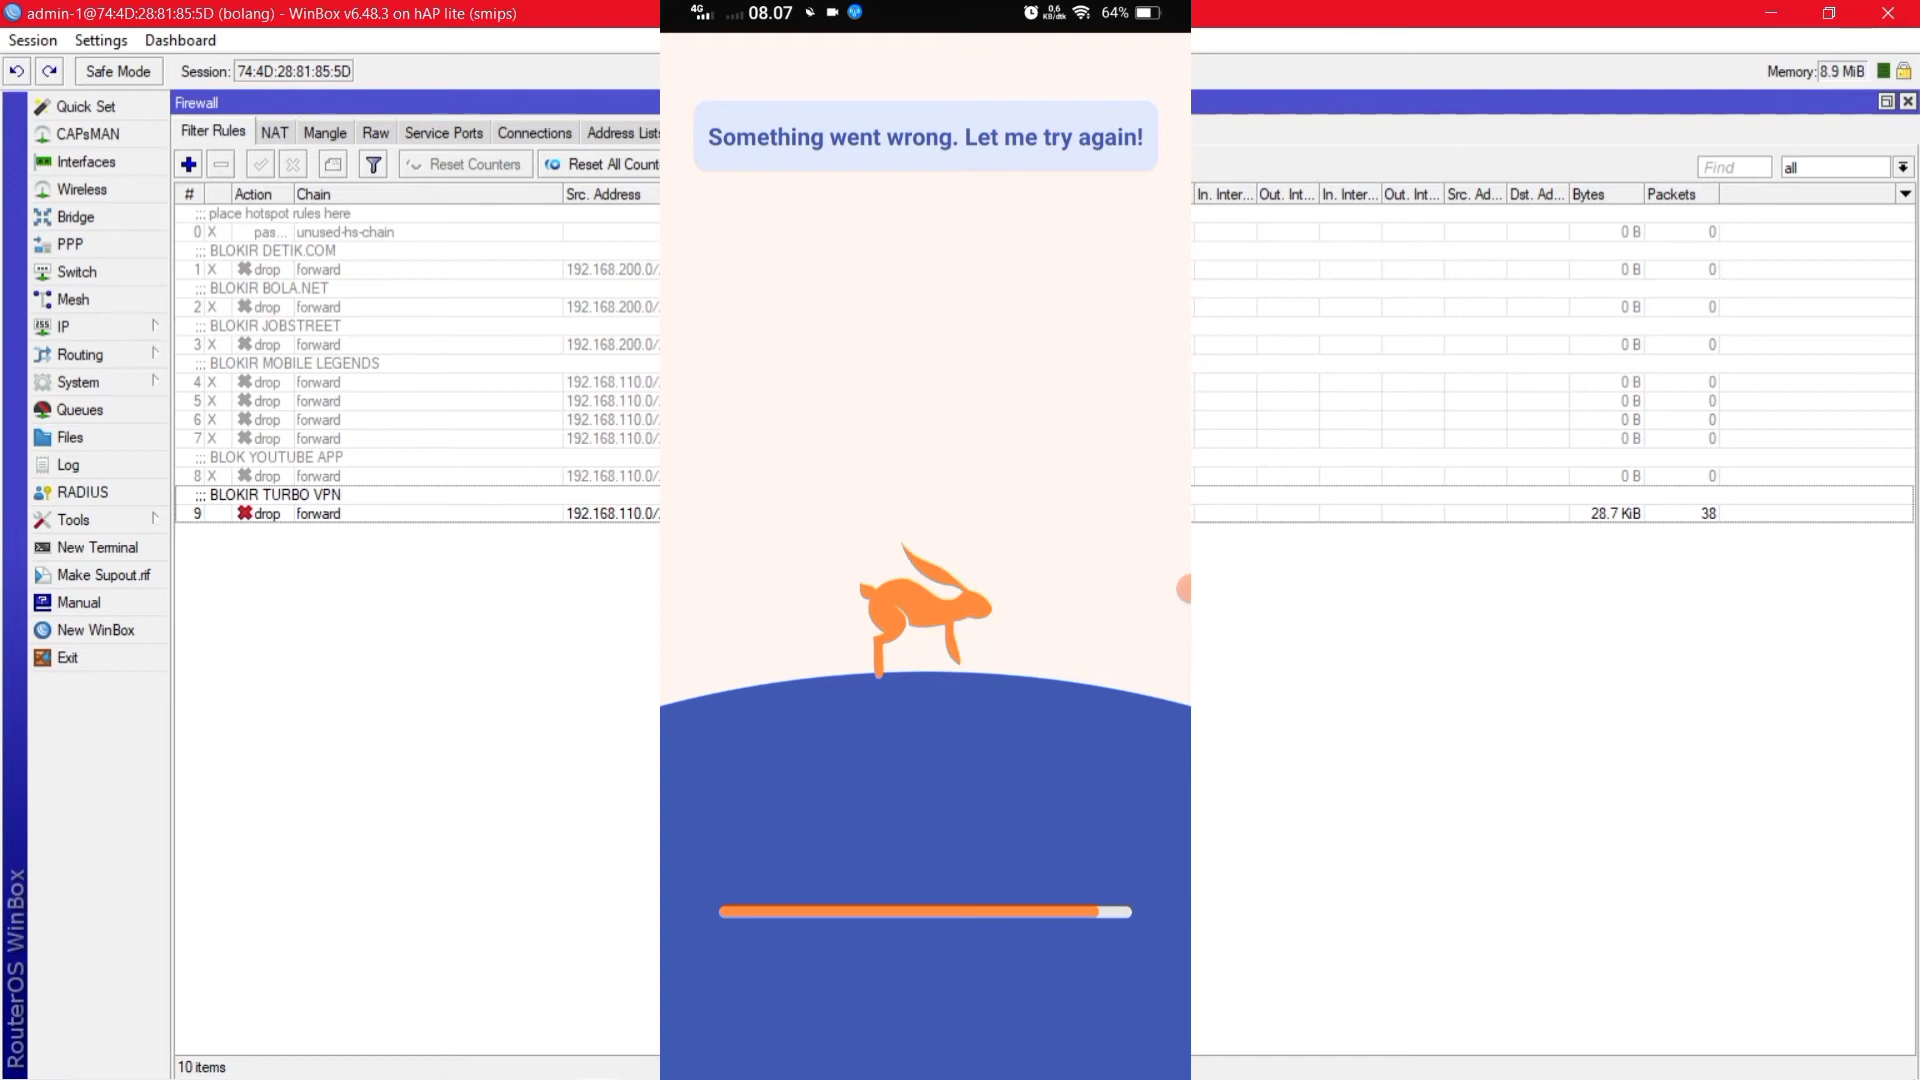 admin-1@74:4D:28:81:85:5D (bolang) - WinBox v6.48.3 on hAP lite (smips)
Session Settings Dashboard
Safe Mode Session: 74:4D:28:81:85:5D Memory: 8.9 MiB
Quick Set
CAPsMAN
Interfaces
Wireless
Bridge
PPP
Switch
Mesh
IP
Routing
System
Queues
Files
Log
RADIUS
Tools
New Terminal
Make Supout.rif
Manual
New WinBox
Exit
RouterOS WinBox
Firewall
Filter Rules NAT Mangle Raw Service Ports Connections Address Lists
Reset Counters Reset All Count Find all
# Action Chain Src. Address In. Inter... Out. Int... In. Inter... Out. Int... Src. Ad... Dst. Ad... Bytes Packets
::: place hotspot rules here
0 X pas... unused-hs-chain 0 B 0
::: BLOKIR DETIK.COM
1 X drop forward 192.168.200.0/ 0 B 0
::: BLOKIR BOLA.NET
2 X drop forward 192.168.200.0/ 0 B 0
::: BLOKIR JOBSTREET
3 X drop forward 192.168.200.0/ 0 B 0
::: BLOKIR MOBILE LEGENDS
4 X drop forward 192.168.110.0/ 0 B 0
5 X drop forward 192.168.110.0/ 0 B 0
6 X drop forward 192.168.110.0/ 0 B 0
7 X drop forward 192.168.110.0/ 0 B 0
::: BLOK YOUTUBE APP
8 X drop forward 192.168.110.0/ 0 B 0
::: BLOKIR TURBO VPN
9 drop forward 192.168.110.0/ 28.7 KiB 38
10 items
4G 08.07 0,6 KB/dtk 64%
Something went wrong. Let me try again!